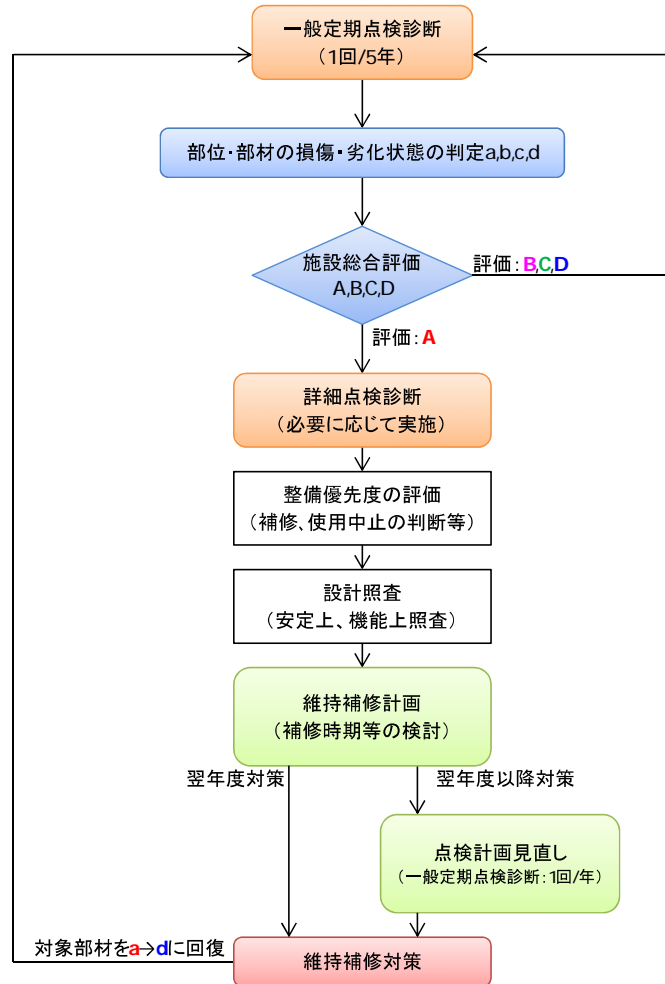 一般定期点検診断
（1回/5年）
部位・部材の損傷・劣化状態の判定a,b,c,d
施設総合評価
A,B,C,D
評価：B,C,D
評価：A
詳細点検診断
（必要に応じて実施）
整備優先度の評価
（補修、使用中止の判断等）
設計照査
（安定上、機能上照査）
維持補修計画
（補修時期等の検討）
翌年度対策
翌年度以降対策
点検計画見直し
（一般定期点検診断：1回/年）
対象部材をa→dに回復
維持補修対策